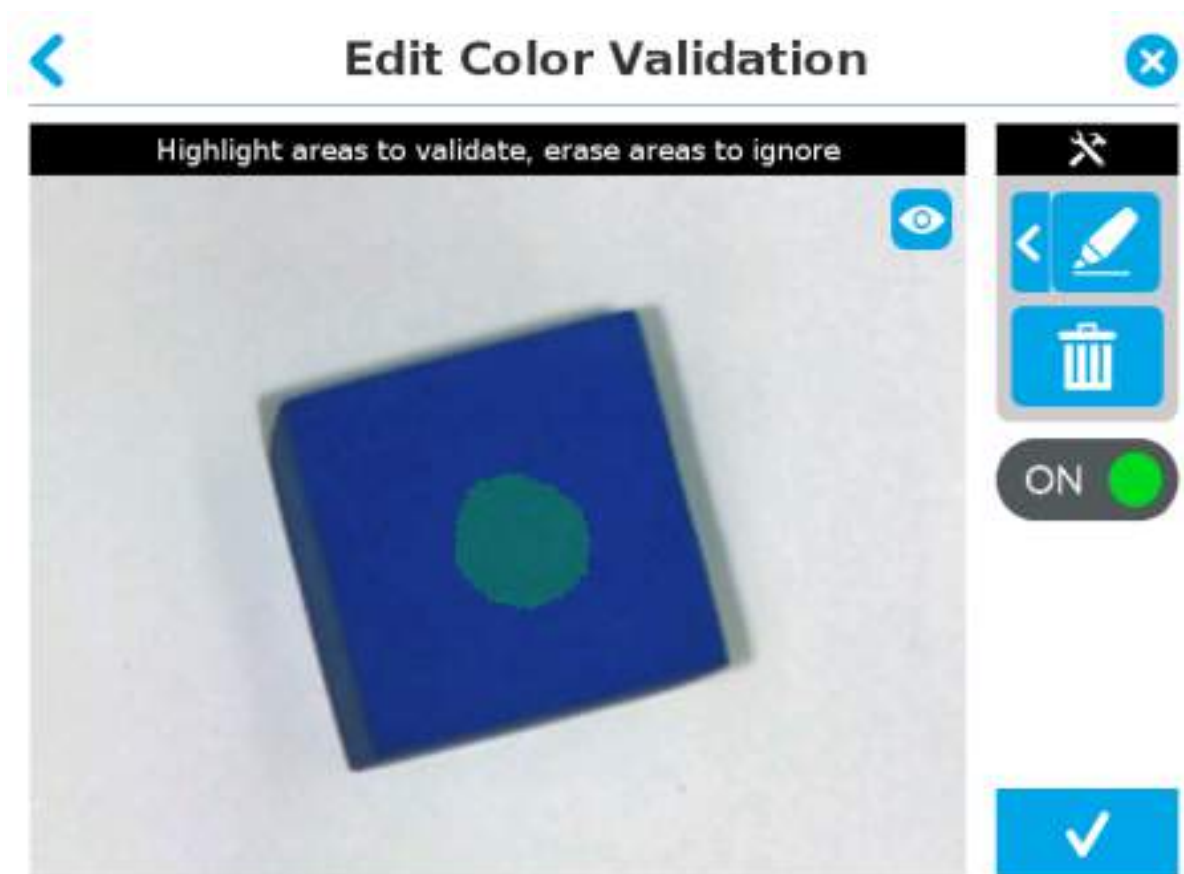 Edit Color Validation
Highlight areas to validate, erase areas to ignore
ON